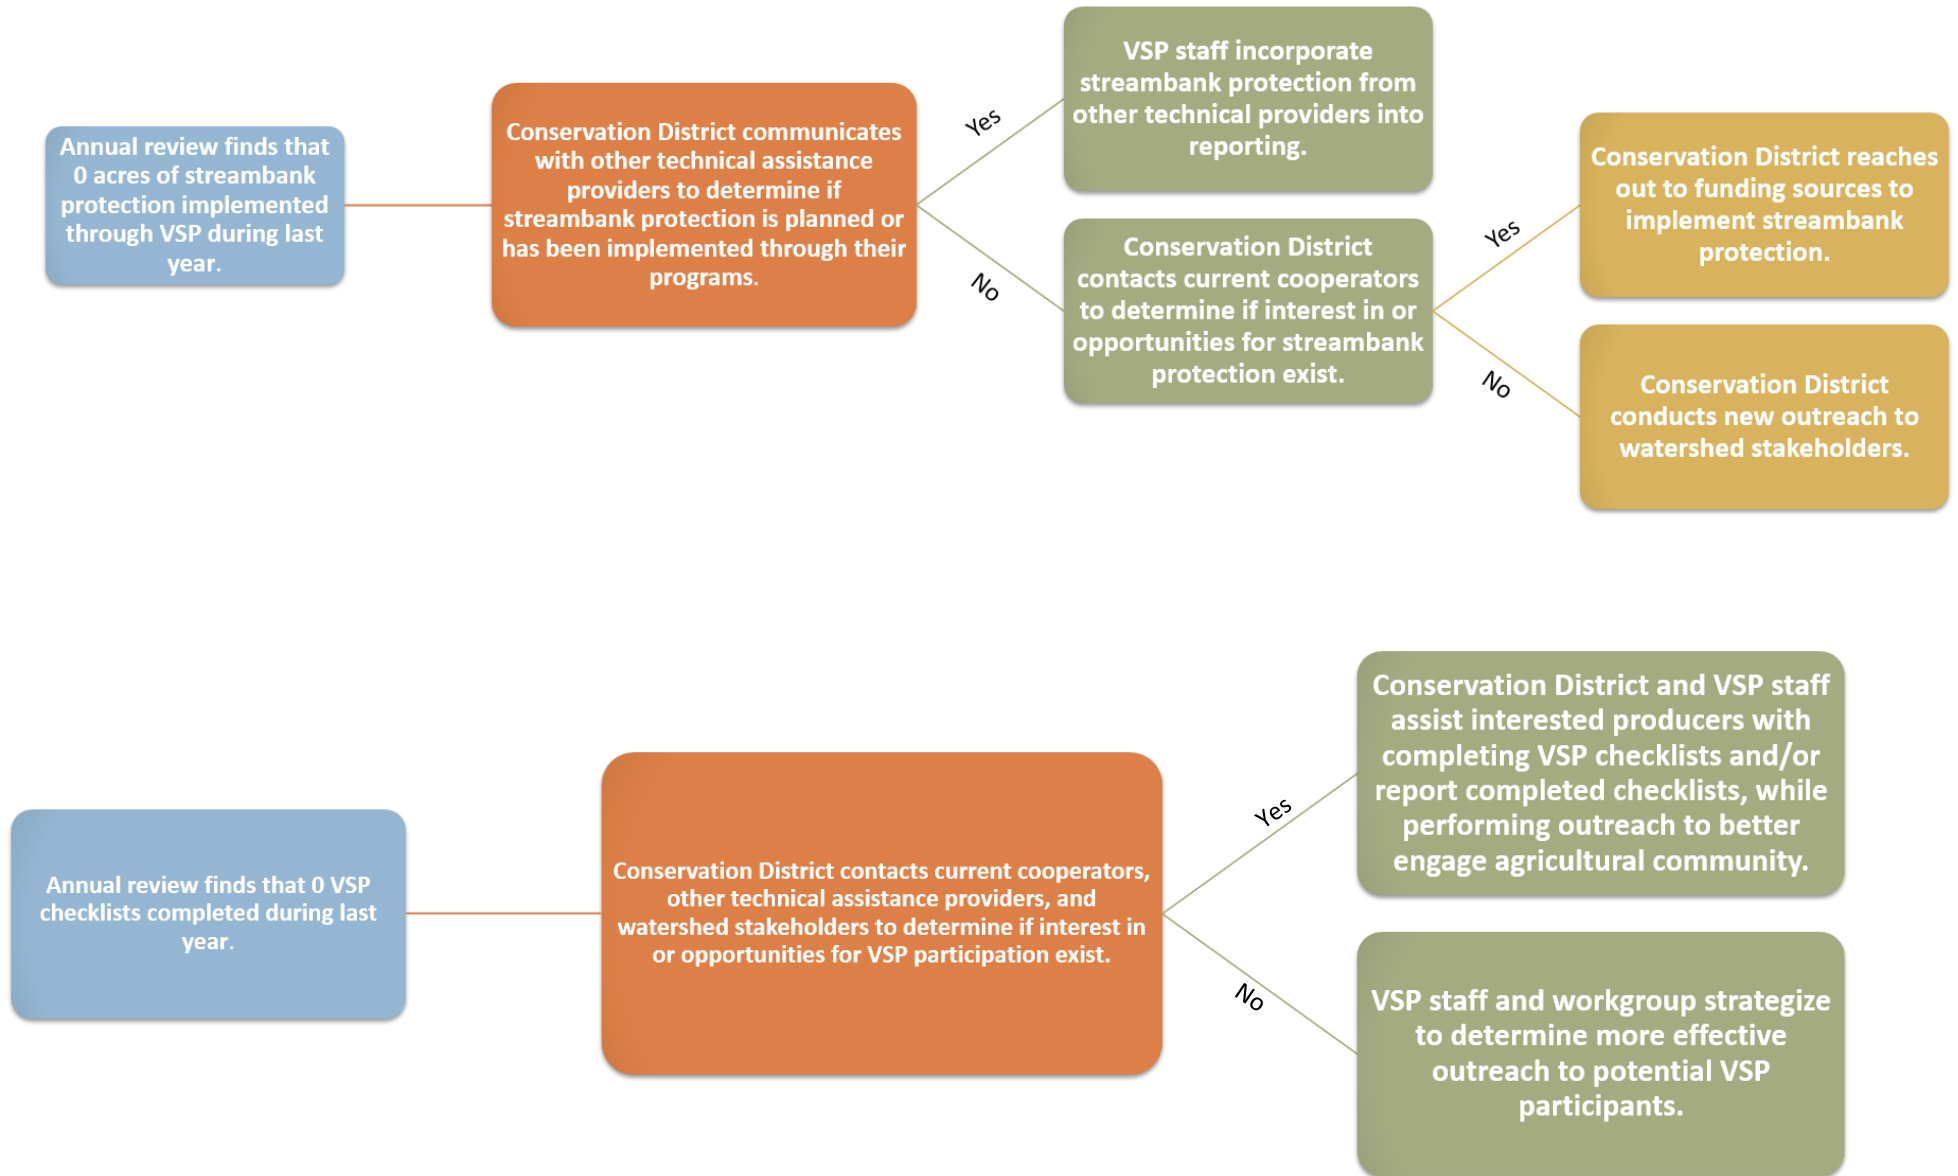 Annual review finds that
0 acres of streambank
protection implemented
through VSP during last
year.
Conservation District communicates
with other technical assistance
providers to determine if
streambank protection is planned or
has been implemented through their
programs.
Yes
No
VSP staff incorporate
streambank protection from
other technical providers into
reporting.
Conservation District
contacts current cooperators
to determine if interest in or
opportunities for streambank
protection exist.
Yes
No
Conservation District reaches
out to funding sources to
implement streambank
protection.
Conservation District
conducts new outreach to
watershed stakeholders.
Annual review finds that 0 VSP
checklists completed during last
year.
Conservation District contacts current cooperators,
other technical assistance providers, and
watershed stakeholders to determine if interest in
or opportunities for VSP participation exist.
Yes
No
Conservation District and VSP staff
assist interested producers with
completing VSP checklists and/or
report completed checklists, while
performing outreach to better
engage agricultural community.
VSP staff and workgroup strategize
to determine more effective
outreach to potential VSP
participants.